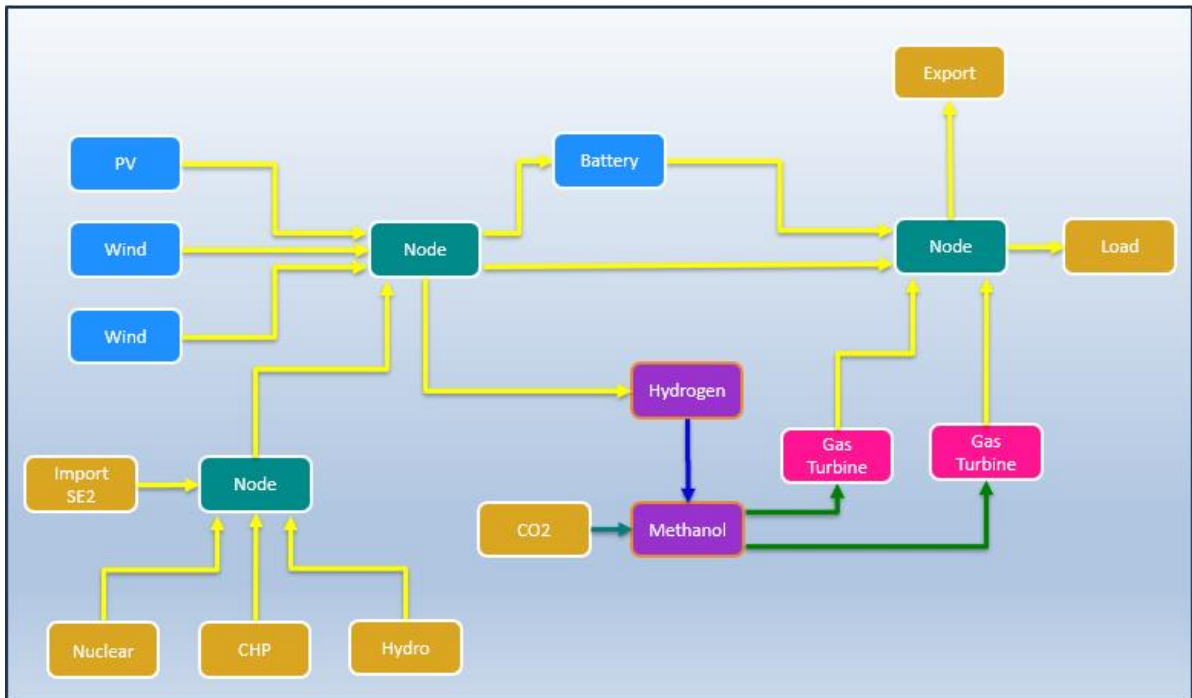 Export
PV
Battery
Wind
Node
Node
Load
Wind
Hydrogen
Gas
Turbine
Gas
Turbine
Import
SE2
Node
CO2
Methanol
Nuclear
CHP
Hydro